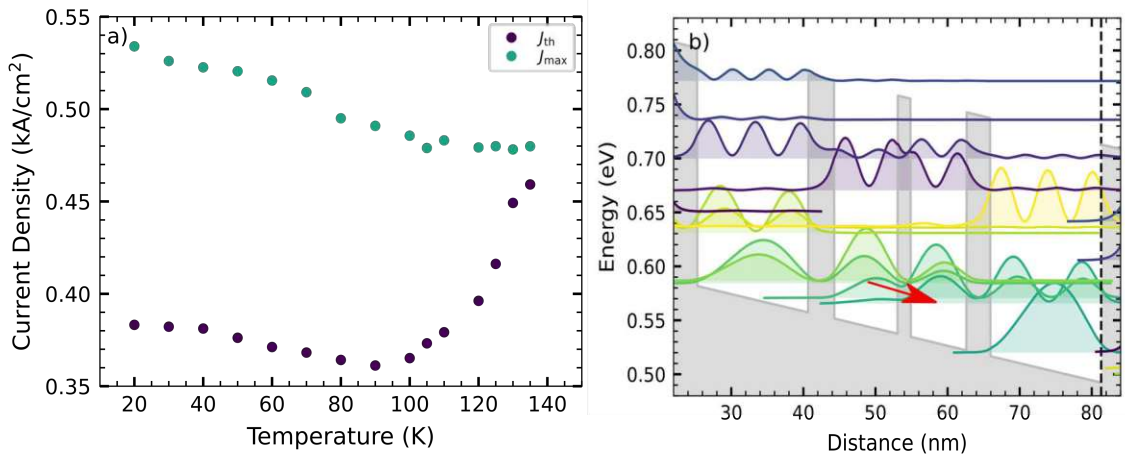 a)
J_th
J_max
Current Density (kA/cm²)
0.55
0.50
0.45
0.40
0.35
20 40 60 80 100 120 140
Temperature (K)
b)
Energy (eV)
0.80
0.75
0.70
0.65
0.60
0.55
0.50
30 40 50 60 70 80
Distance (nm)